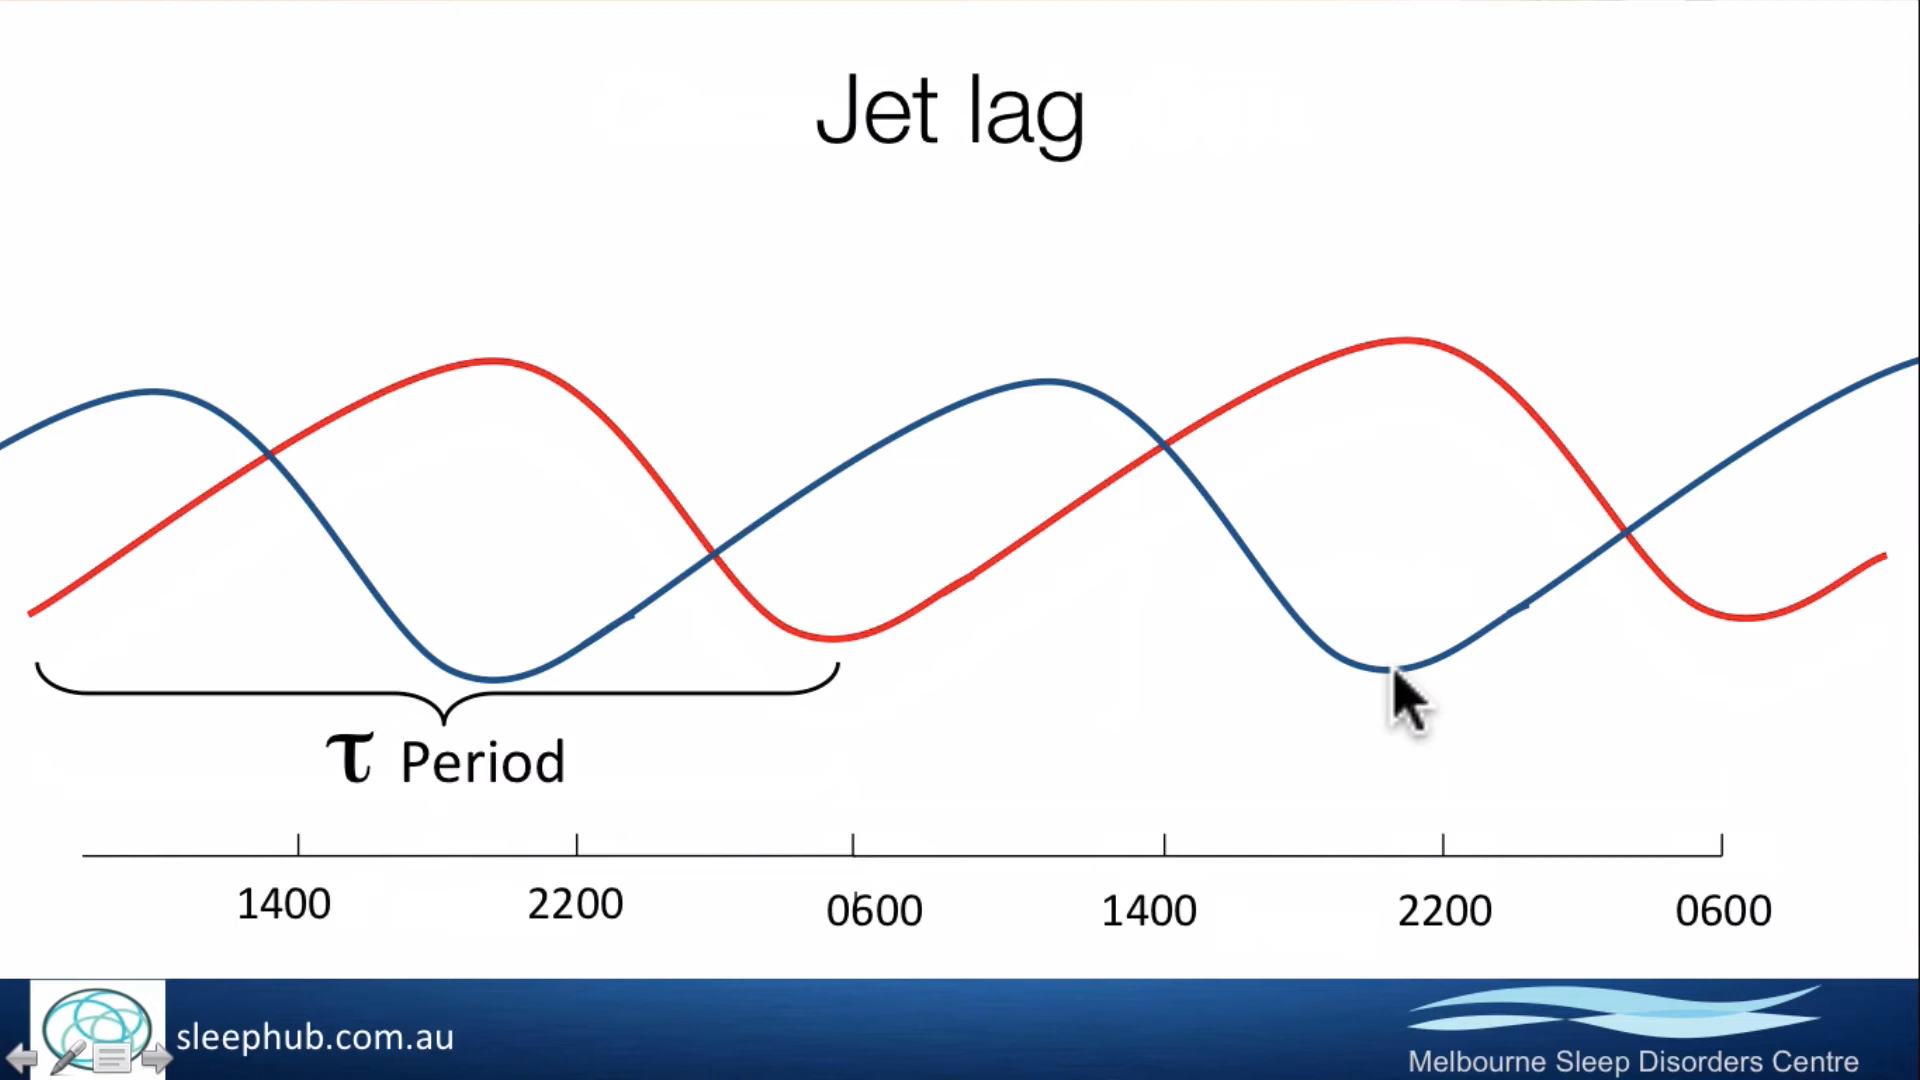 Jet lag
τ Period
1400 2200 0600 1400 2200 0600
sleephub.com.au
Melbourne Sleep Disorders Centre